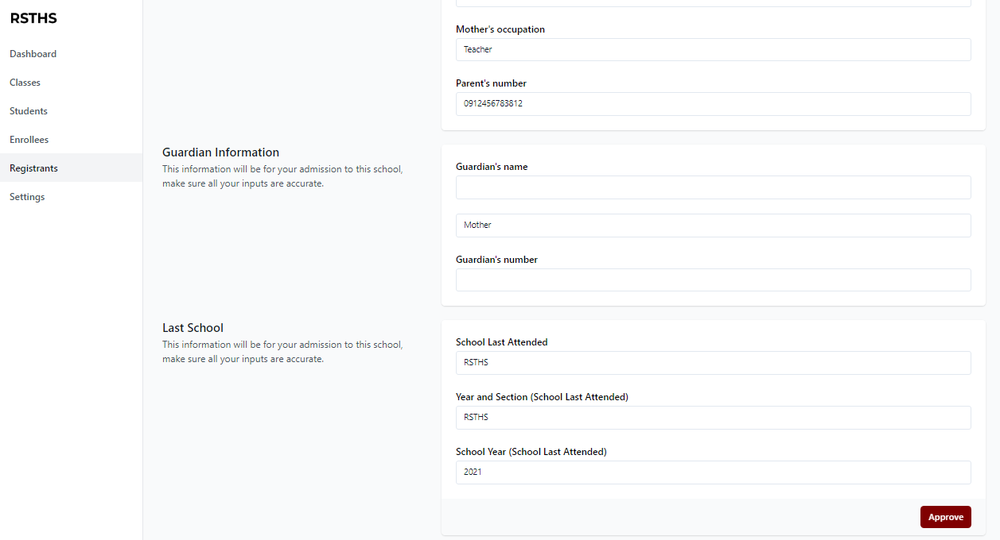 RSTHS
Dashboard
Classes
Students
Enrollees
Registrants
Settings
Mother's occupation
Teacher
Parent's number
0912456783812
Guardian Information
This information will be for your admission to this school,
make sure all your inputs are accurate.
Guardian's name
Mother
Guardian's number
Last School
This information will be for your admission to this school,
make sure all your inputs are accurate.
School Last Attended
RSTHS
Year and Section (School Last Attended)
RSTHS
School Year (School Last Attended)
2021
Approve